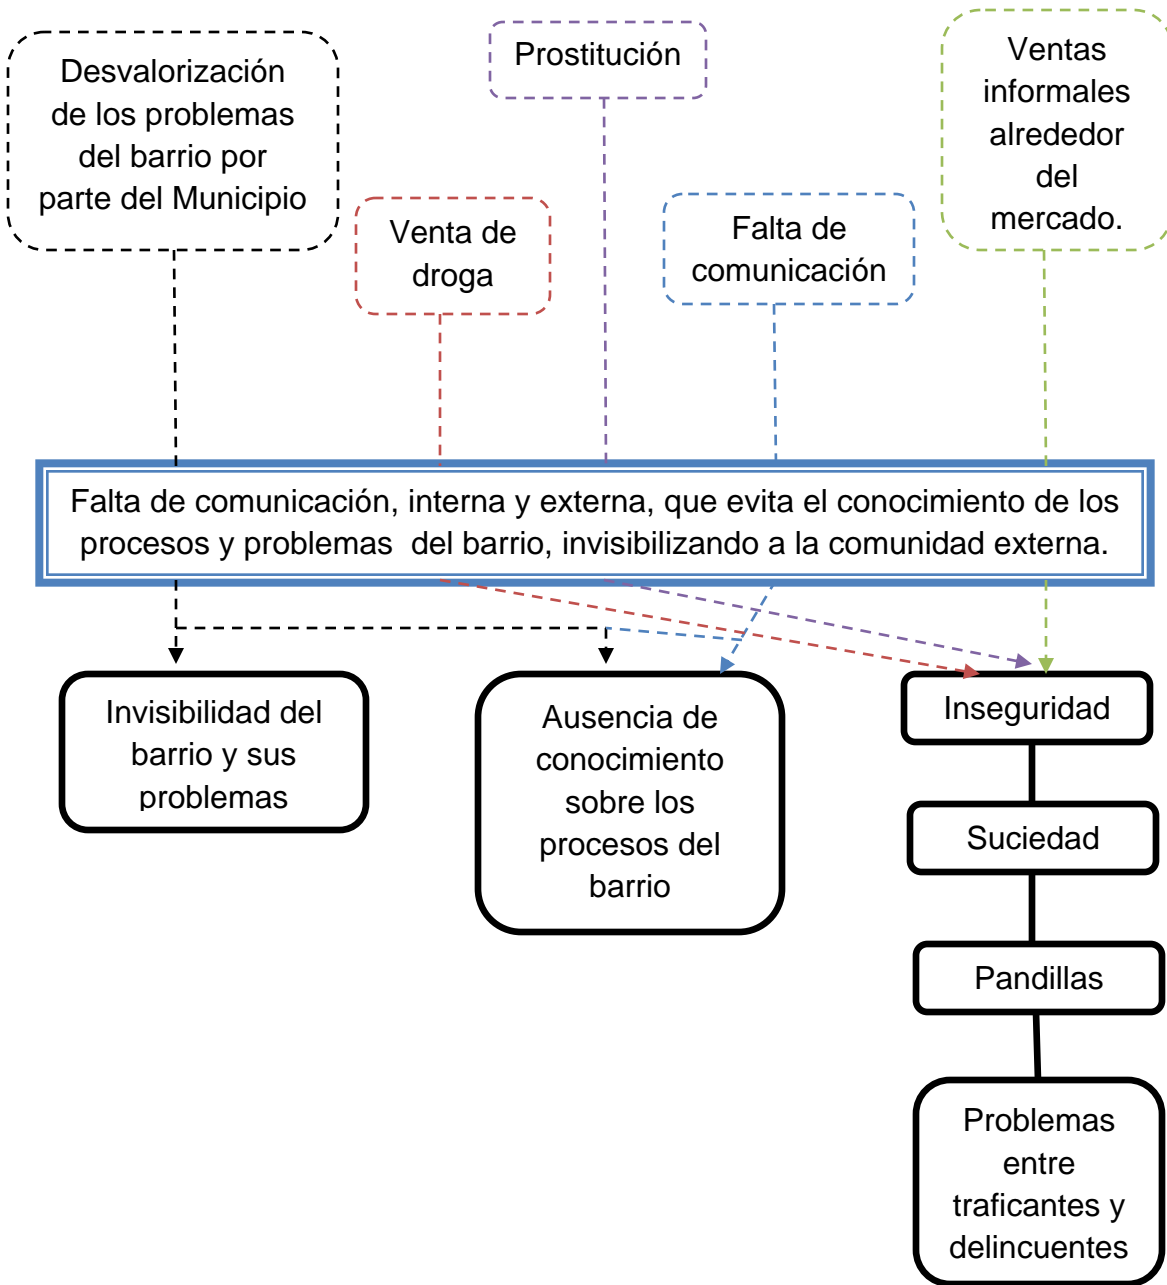 Desvalorización
de los problemas
del barrio por
parte del Municipio
Prostitución
Ventas
informales
alrededor
del
mercado.
Venta de
droga
Falta de
comunicación
Falta de comunicación, interna y externa, que evita el conocimiento de los
procesos y problemas  del barrio, invisibilizando a la comunidad externa.
Invisibilidad del
barrio y sus
problemas
Ausencia de
conocimiento
sobre los
procesos del
barrio
Inseguridad
Suciedad
Pandillas
Problemas
entre
traficantes y
delincuentes